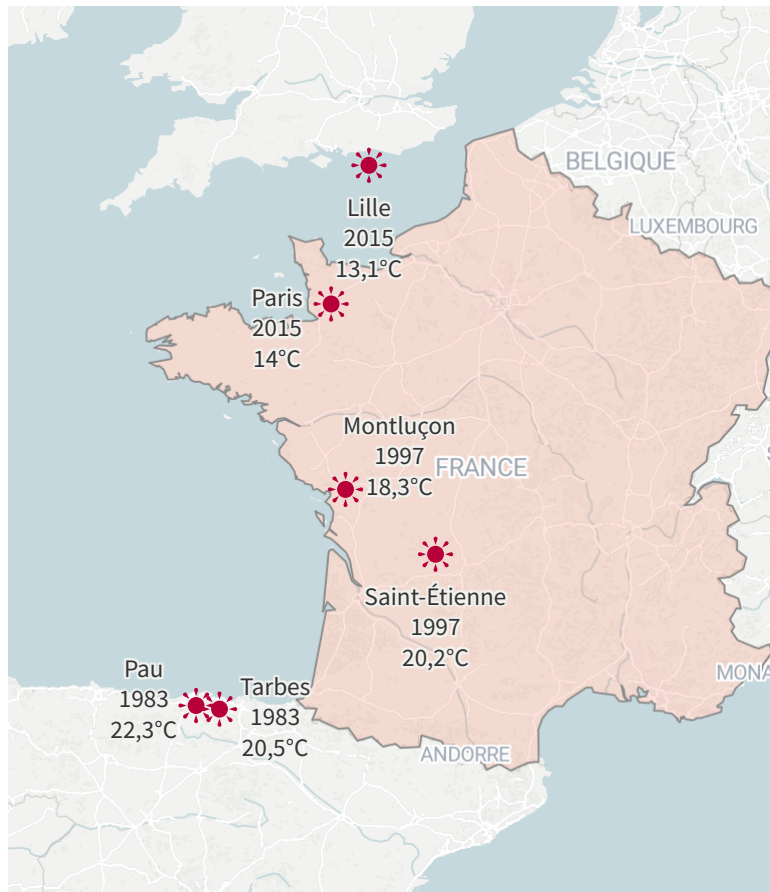 BELGIQUE
Lille
2015
13,1°C
LUXEMBOURG
Paris
2015
14°C
Montluçon
1997
18,3°C
FRANCE
Saint-Étienne
1997
20,2°C
Pau
1983
22,3°C
Tarbes
1983
20,5°C
MONA
ANDORRE